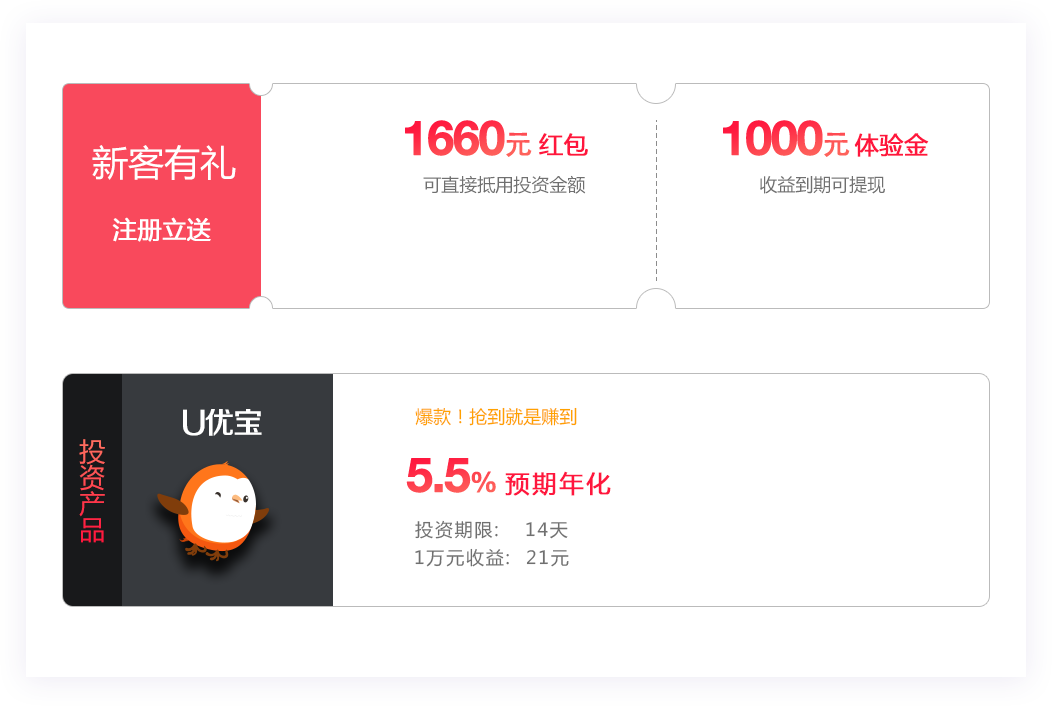 新客有礼
注册立送
1660元 红包
可直接抵用投资金额
1000元 体验金
收益到期可提现
投资产品
U优宝
爆款！抢到就是赚到
5.5% 预期年化
投资期限: 14天
1万元收益: 21元